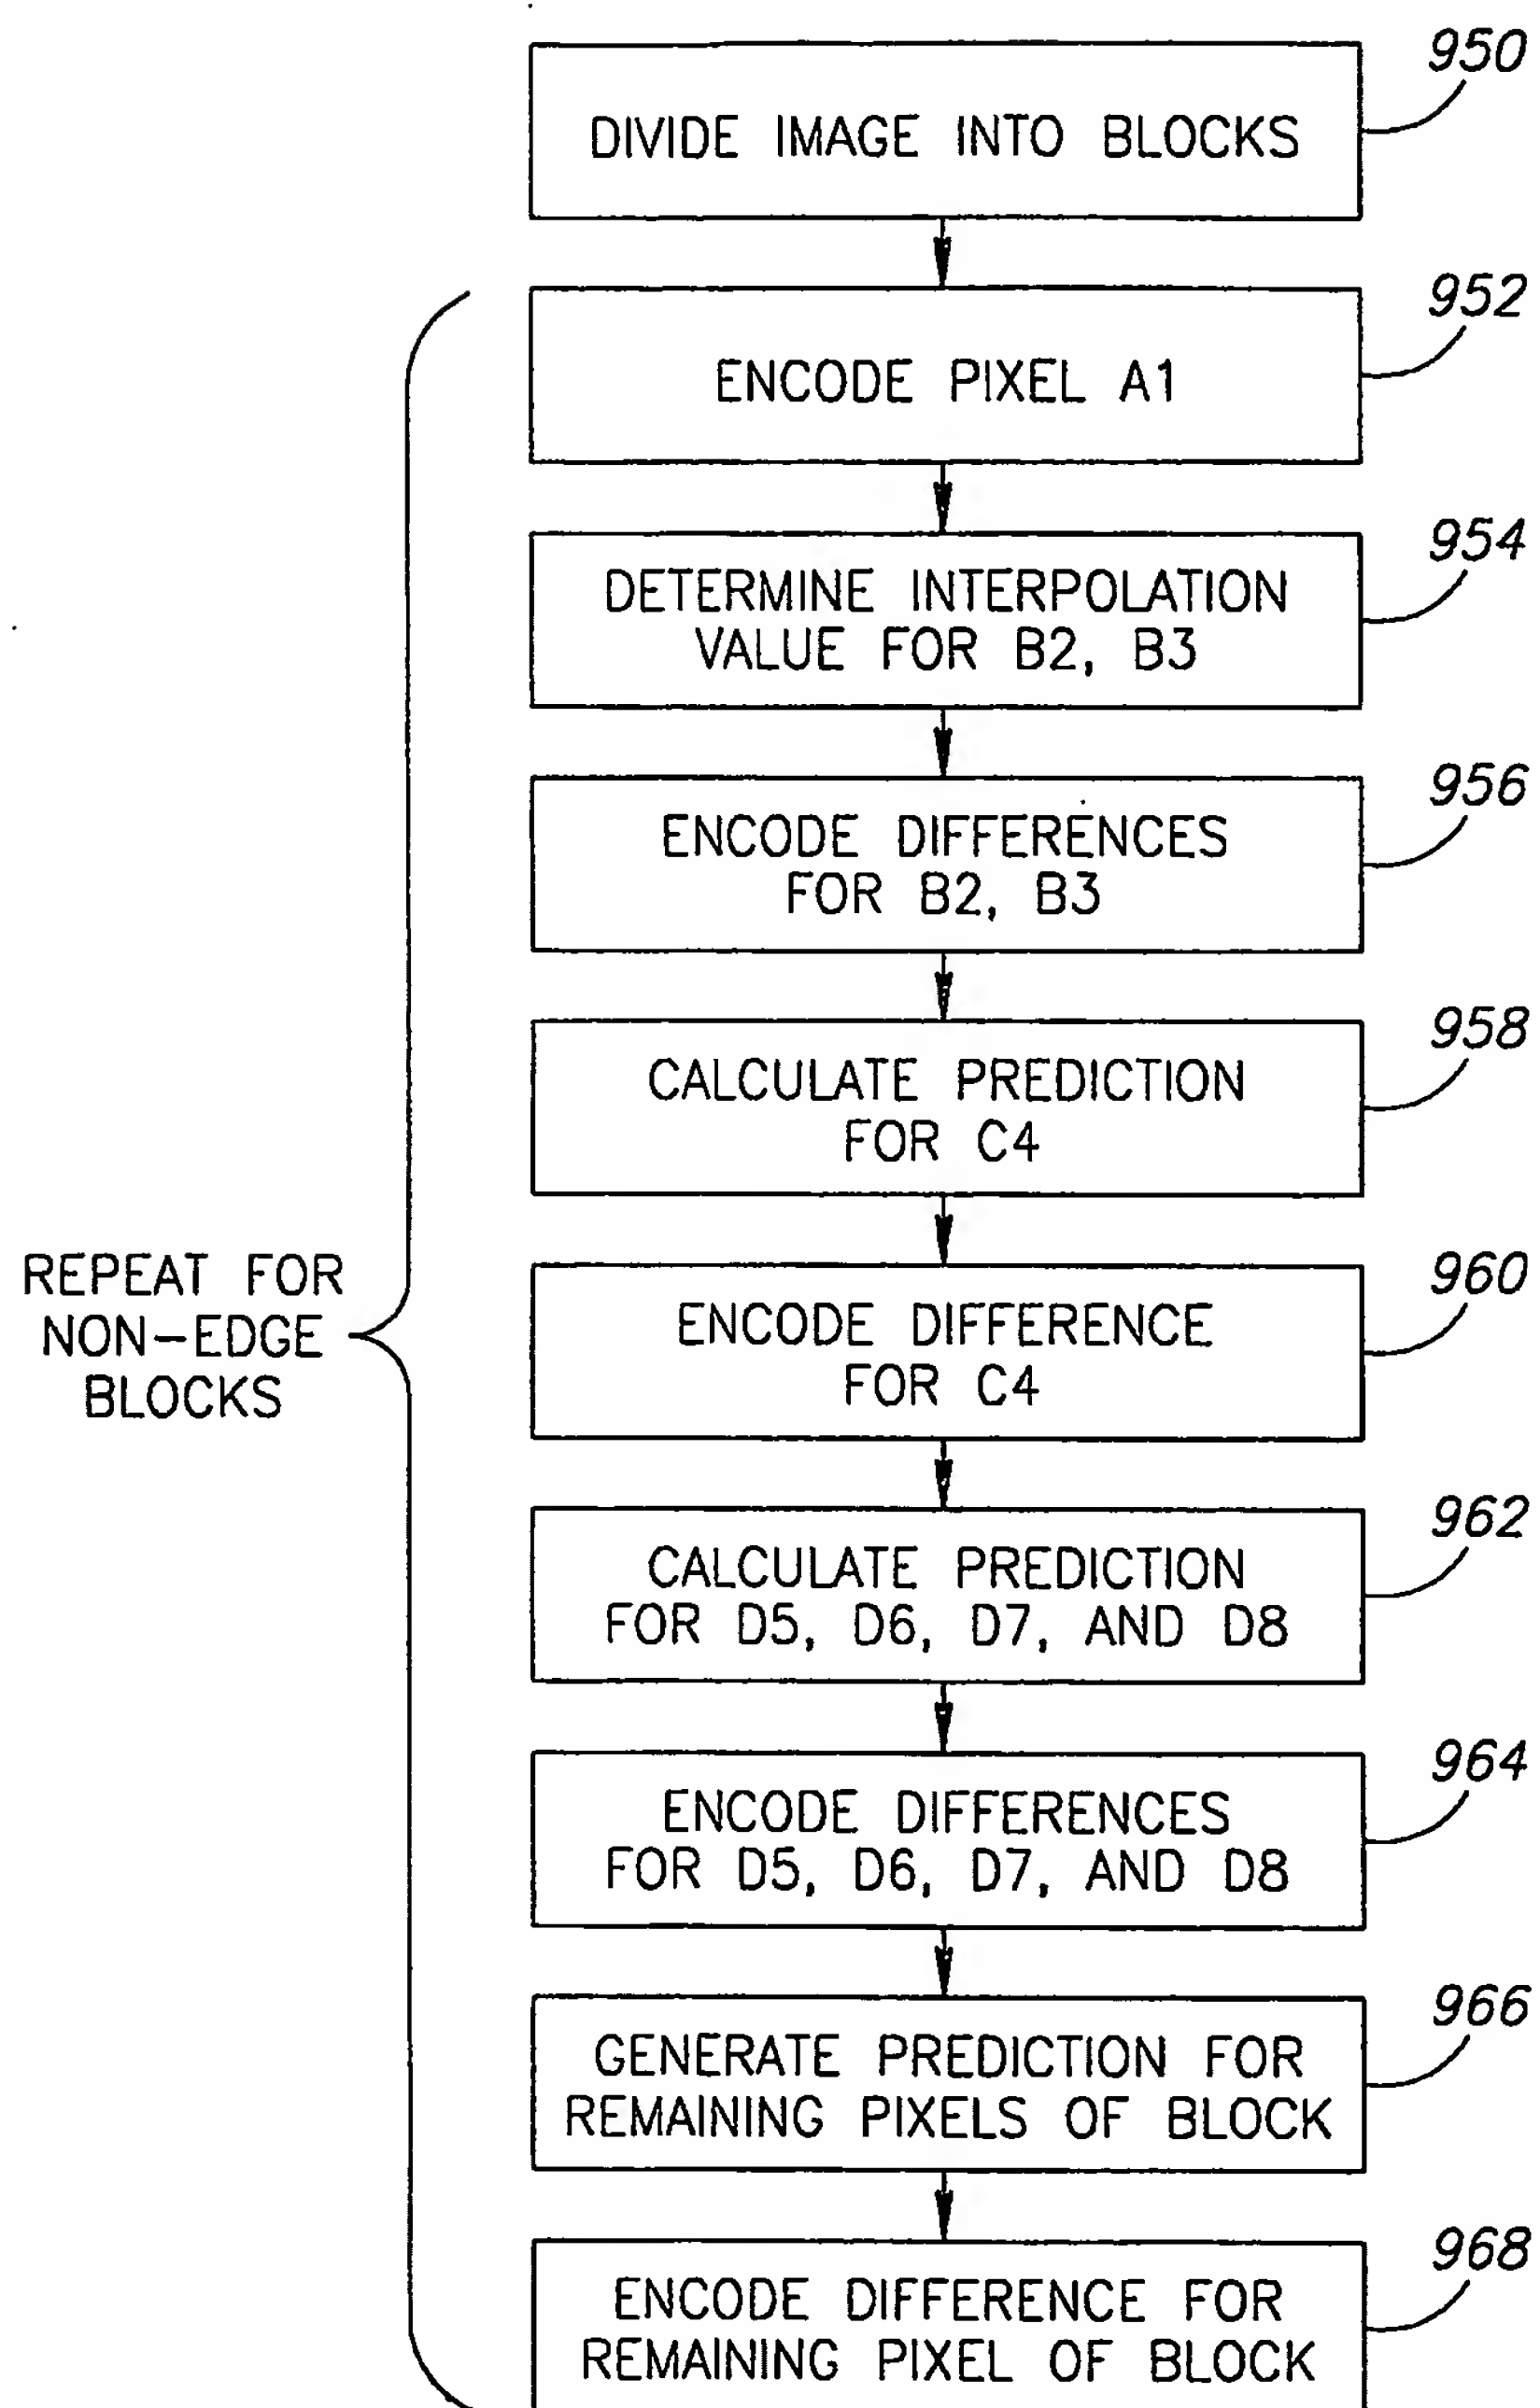 950
DIVIDE IMAGE INTO BLOCKS
952
ENCODE PIXEL A1
954
DETERMINE INTERPOLATION
VALUE FOR B2, B3
956
ENCODE DIFFERENCES
FOR B2, B3
958
CALCULATE PREDICTION
FOR C4
REPEAT FOR
NON-EDGE
BLOCKS
960
ENCODE DIFFERENCE
FOR C4
962
CALCULATE PREDICTION
FOR D5, D6, D7, AND D8
964
ENCODE DIFFERENCES
FOR D5, D6, D7, AND D8
966
GENERATE PREDICTION FOR
REMAINING PIXELS OF BLOCK
968
ENCODE DIFFERENCE FOR
REMAINING PIXEL OF BLOCK